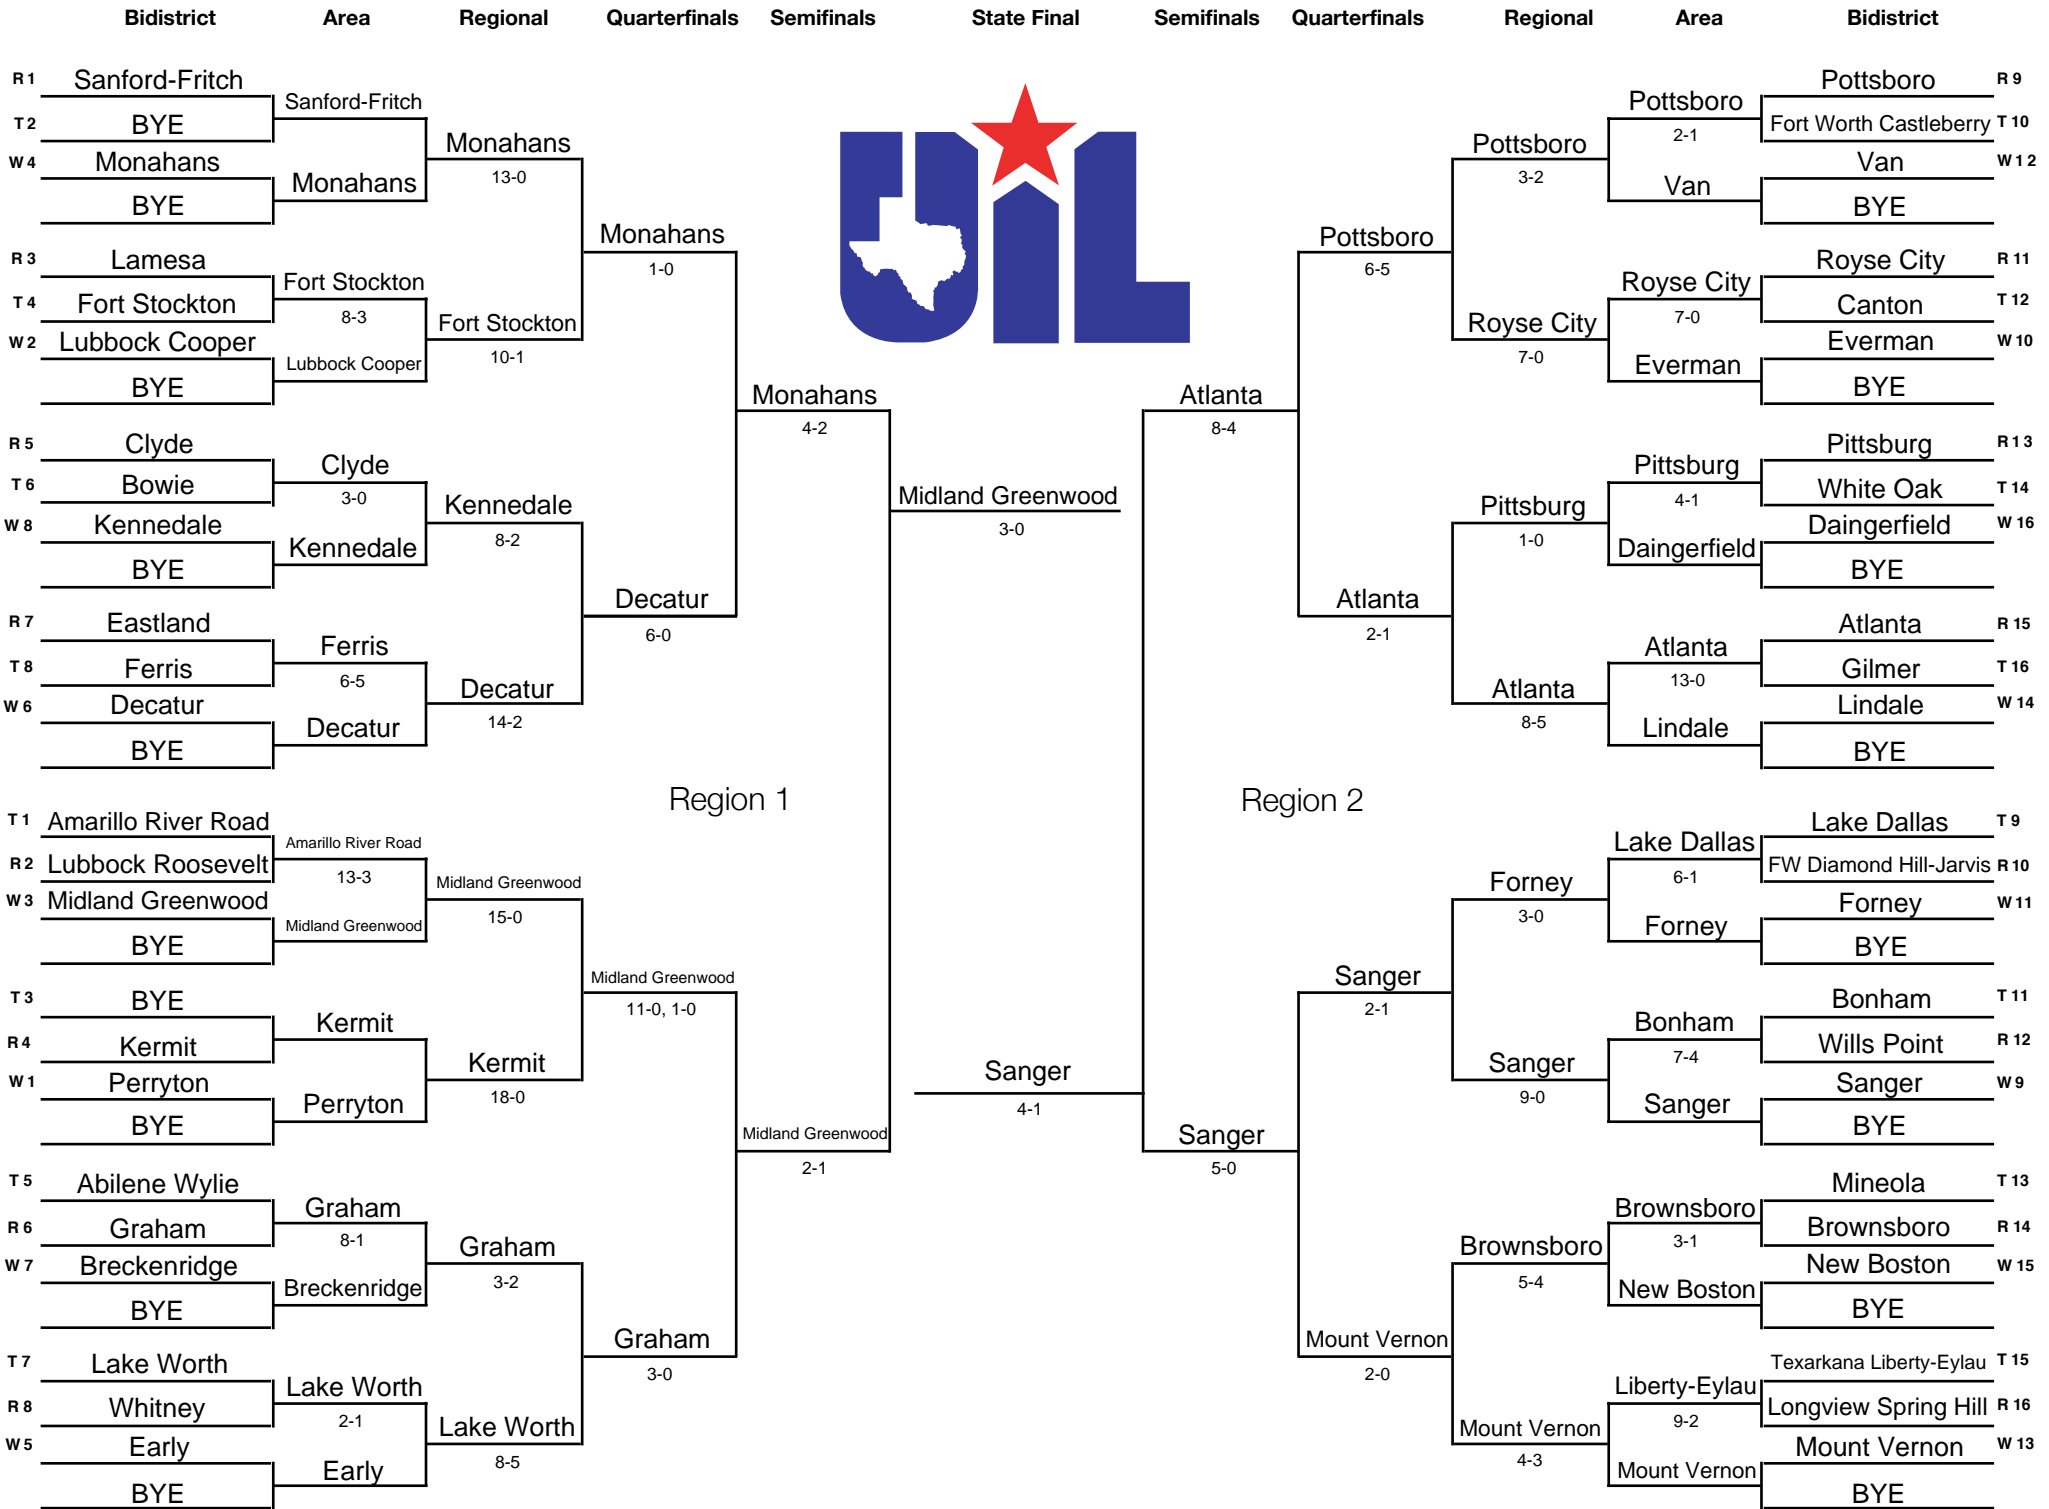 Bidistrict Area Regional Quarterfinals Semifinals State Final Semifinals Quarterfinals Regional Area Bidistrict
R 1 Sanford-Fritch
T 2 BYE
W 4 Monahans
BYE
R 3 Lamesa
T 4 Fort Stockton
W 2 Lubbock Cooper
BYE
R 5 Clyde
T 6 Bowie
W 8 Kennedale
BYE
R 7 Eastland
T 8 Ferris
W 6 Decatur
BYE
T 1 Amarillo River Road
R 2 Lubbock Roosevelt
W 3 Midland Greenwood
BYE
T 3 BYE
R 4 Kermit
W 1 Perryton
BYE
T 5 Abilene Wylie
R 6 Graham
W 7 Breckenridge
BYE
T 7 Lake Worth
R 8 Whitney
W 5 Early
BYE
Sanford-Fritch
Monahans
Fort Stockton
8-3
Lubbock Cooper
Clyde
3-0
Kennedale
Ferris
6-5
Decatur
Amarillo River Road
13-3
Midland Greenwood
Kermit
Perryton
Graham
8-1
Breckenridge
Lake Worth
2-1
Early
Monahans
13-0
Fort Stockton
10-1
Kennedale
8-2
Decatur
14-2
Midland Greenwood
15-0
Kermit
18-0
Graham
3-2
Lake Worth
8-5
Monahans
1-0
Decatur
6-0
Region 1
Midland Greenwood
11-0, 1-0
Graham
3-0
Monahans
4-2
Midland Greenwood
2-1
UIL
Midland Greenwood
3-0
Sanger
4-1
Atlanta
8-4
Sanger
5-0
Pottsboro
6-5
Atlanta
2-1
Region 2
Sanger
2-1
Mount Vernon
2-0
Pottsboro
3-2
Royse City
7-0
Pittsburg
1-0
Atlanta
8-5
Forney
3-0
Sanger
9-0
Brownsboro
5-4
Mount Vernon
4-3
Pottsboro
2-1
Van
Royse City
7-0
Everman
Pittsburg
4-1
Daingerfield
Atlanta
13-0
Lindale
Lake Dallas
6-1
Forney
Bonham
7-4
Sanger
Brownsboro
3-1
New Boston
Liberty-Eylau
9-2
Mount Vernon
Pottsboro R 9
Fort Worth Castleberry T 10
Van W 1 2
BYE
Royse City R 11
Canton T 12
Everman W 10
BYE
Pittsburg R 1 3
White Oak T 14
Daingerfield W 16
BYE
Atlanta R 15
Gilmer T 16
Lindale W 14
BYE
Lake Dallas T 9
FW Diamond Hill-Jarvis R 10
Forney W 11
BYE
Bonham T 11
Wills Point R 12
Sanger W 9
BYE
Mineola T 13
Brownsboro R 14
New Boston W 15
BYE
Texarkana Liberty-Eylau T 15
Longview Spring Hill R 16
Mount Vernon W 13
BYE